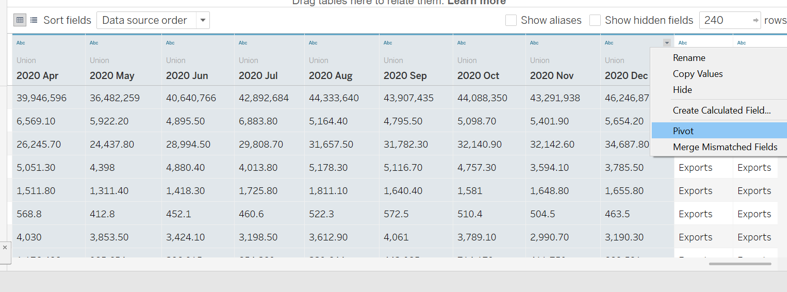 Drag tables here to relate them. Learn more
Sort fields Data source order Show aliases Show hidden fields 240 rows
Abc Abc Abc Abc Abc Abc Abc Abc Abc Abc Abc
Union Union Union Union Union Union Union Union Union
2020 Apr 2020 May 2020 Jun 2020 Jul 2020 Aug 2020 Sep 2020 Oct 2020 Nov 2020 Dec
Rename
Copy Values
Hide
Create Calculated Field...
Pivot
Merge Mismatched Fields
39,946,596 36,482,259 40,640,766 42,892,684 44,333,640 43,907,435 44,088,350 43,291,938 46,246,87
6,569.10 5,922.20 4,895.50 6,883.80 5,164.40 4,795.50 5,098.70 5,401.90 5,654.20
26,245.70 24,437.80 28,994.50 29,808.70 31,657.50 31,782.30 32,140.90 32,142.60 34,687.80
5,051.30 4,398 4,880.40 4,013.80 5,178.30 5,116.70 4,757.30 3,594.10 3,785.50 Exports Exports
1,511.80 1,311.40 1,418.30 1,725.80 1,811.10 1,640.40 1,581 1,648.80 1,655.80 Exports Exports
568.8 412.8 452.1 460.6 522.3 572.5 510.4 504.5 463.5 Exports Exports
4,030 3,853.50 3,424.10 3,198.50 3,612.90 4,061 3,789.10 2,990.70 3,190.30 Exports Exports